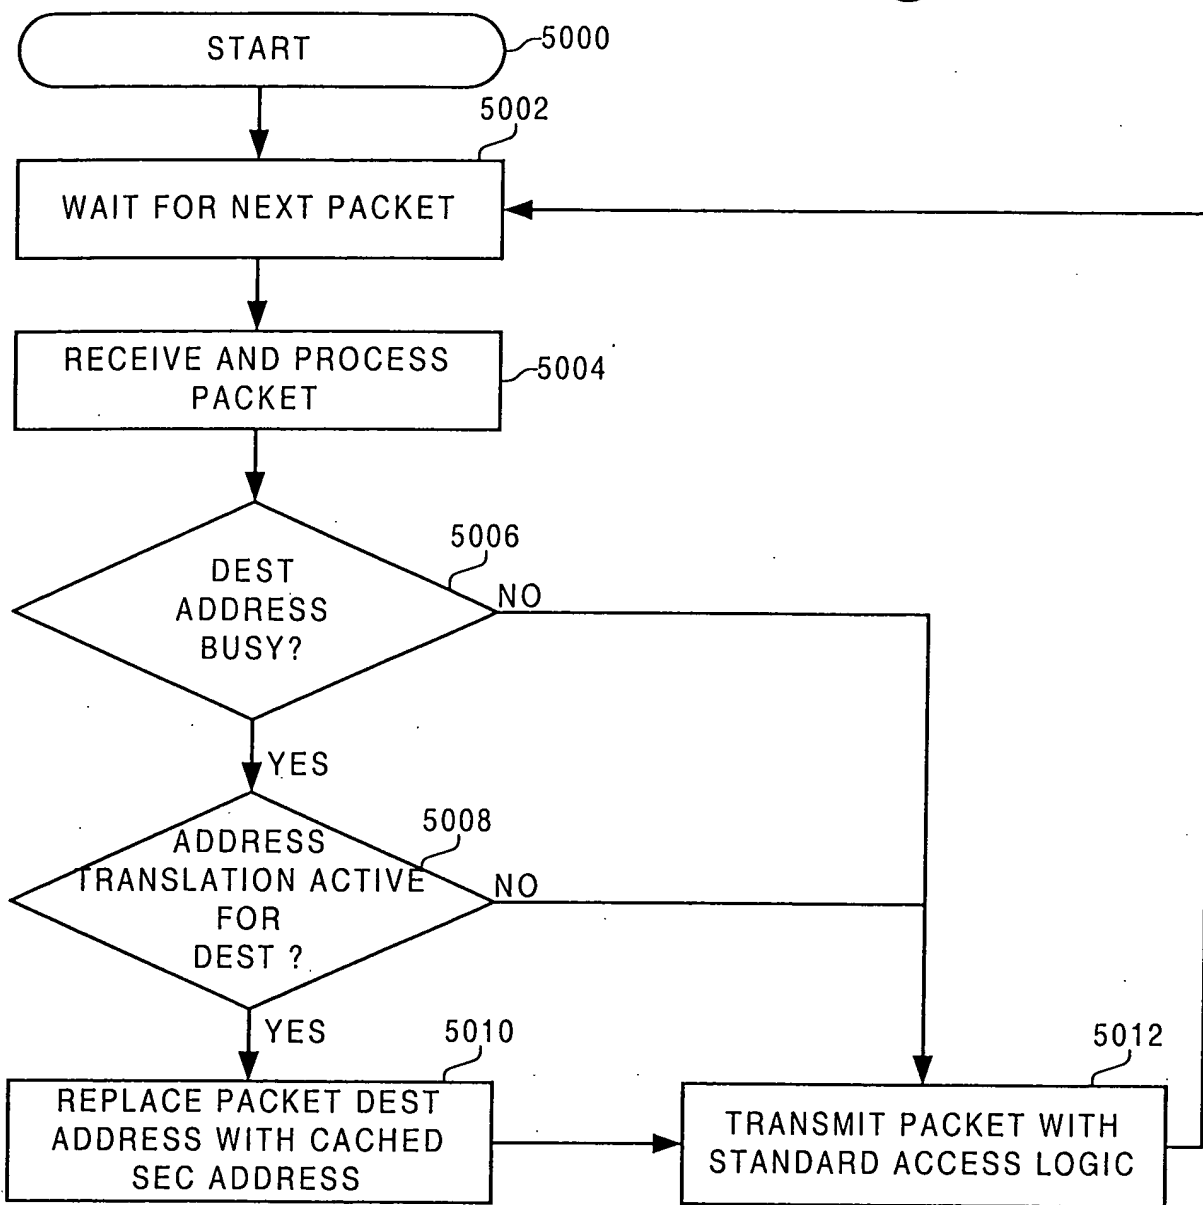 START
5000
5002
WAIT FOR NEXT PACKET
RECEIVE AND PROCESS
PACKET
5004
5006
DEST
ADDRESS
BUSY?
NO
YES
5008
ADDRESS
TRANSLATION ACTIVE
FOR
DEST ?
NO
YES
5010
REPLACE PACKET DEST
ADDRESS WITH CACHED
SEC ADDRESS
5012
TRANSMIT PACKET WITH
STANDARD ACCESS LOGIC